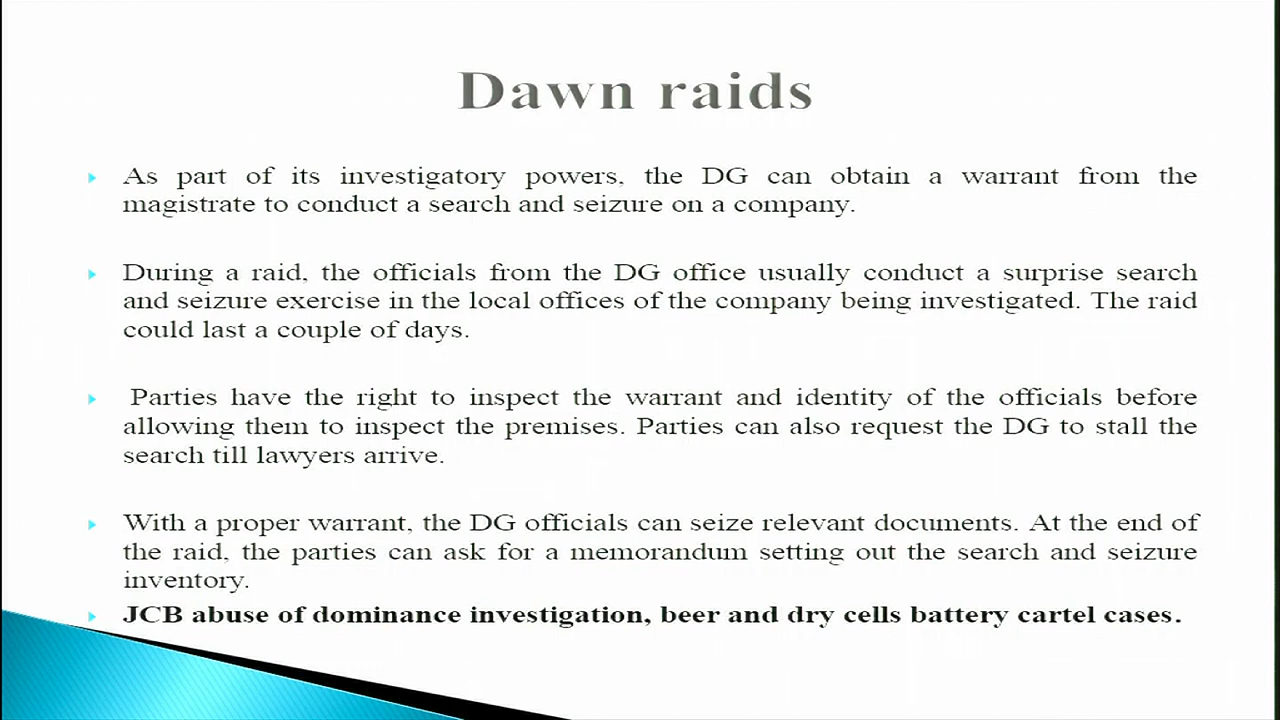 Dawn raids
As part of its investigatory powers, the DG can obtain a warrant from the
magistrate to conduct a search and seizure on a company.
During a raid, the officials from the DG office usually conduct a surprise search
and seizure exercise in the local offices of the company being investigated. The raid
could last a couple of days.
Parties have the right to inspect the warrant and identity of the officials before
allowing them to inspect the premises. Parties can also request the DG to stall the
search till lawyers arrive.
With a proper warrant, the DG officials can seize relevant documents. At the end of
the raid, the parties can ask for a memorandum setting out the search and seizure
inventory.
JCB abuse of dominance investigation, beer and dry cells battery cartel cases.